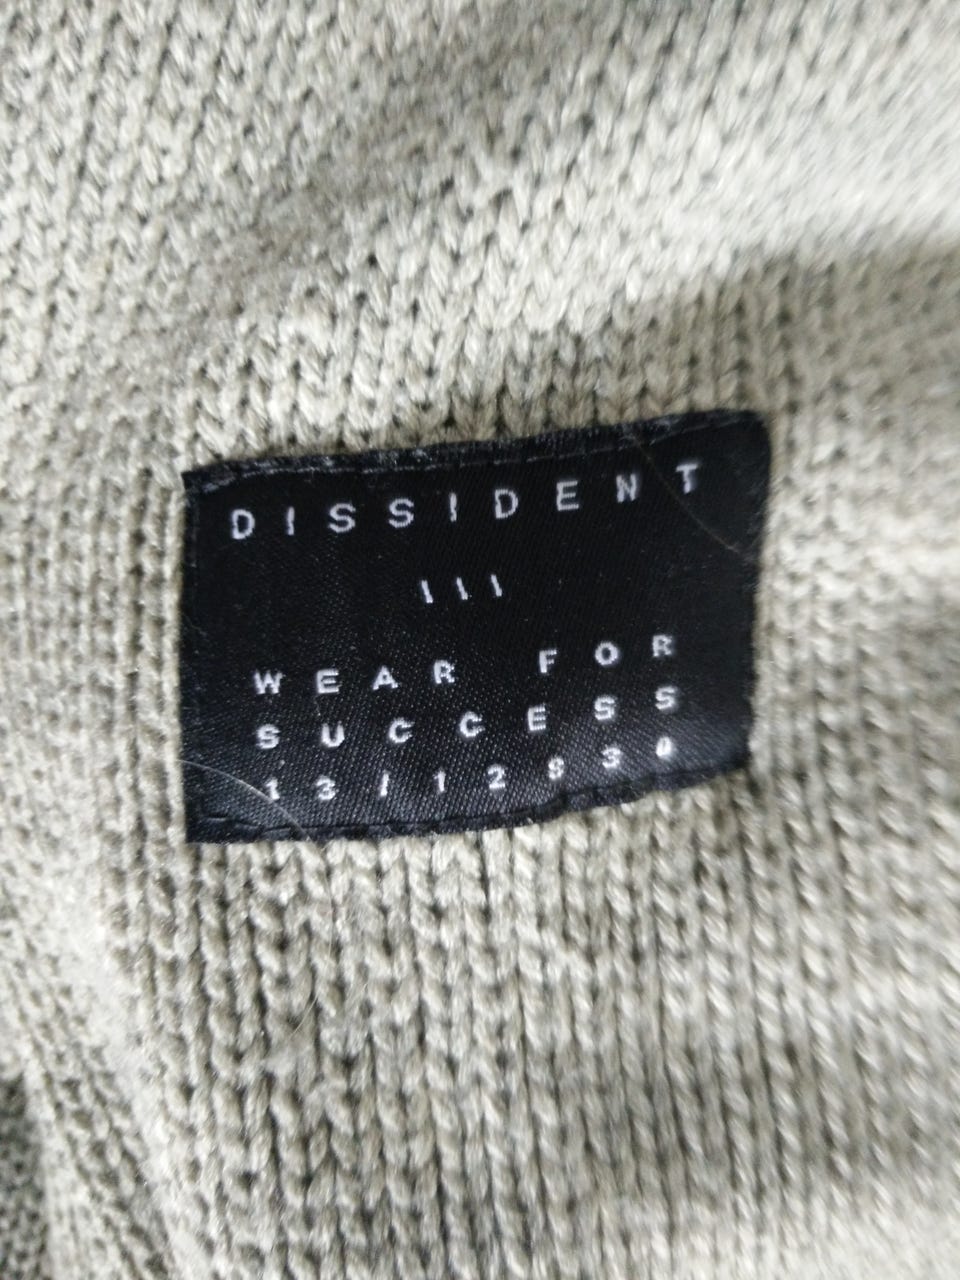 DISSIDENT
III
WEAR FOR
SUCCESS
13/12930